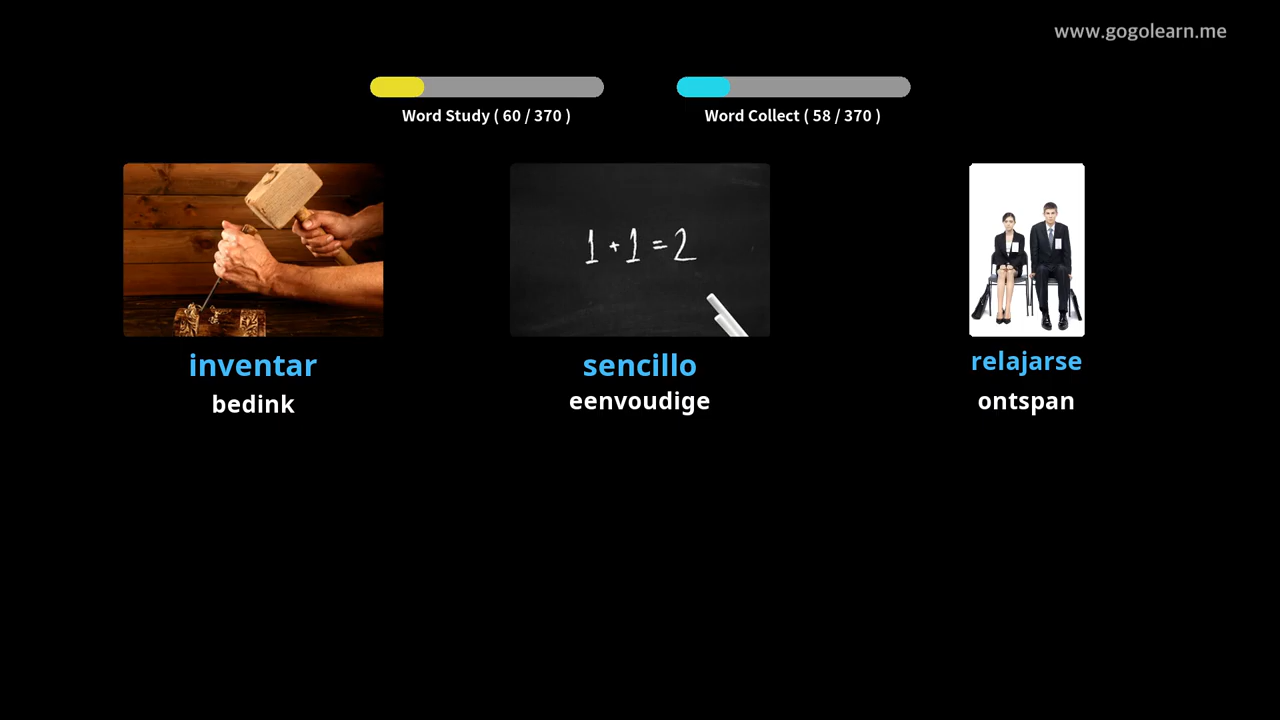 www.gogolearn.me
Word Study ( 60 / 370 )
Word Collect ( 58 / 370 )
1 + 1 = 2
inventar
sencillo
relajarse
bedink
eenvoudige
ontspan